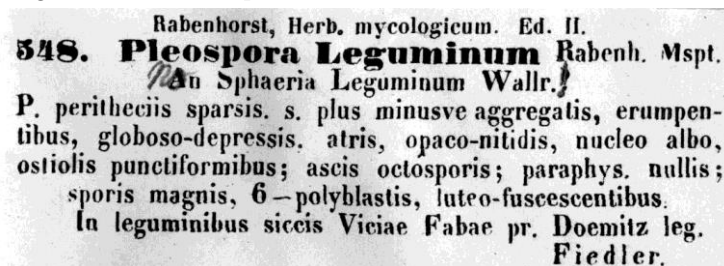 Rabenhorst, Herb. mycologicum. Ed. II.
548. Pleospora Leguminum Rabenh. Mspt.
An Sphaeria Leguminum Wallr.!
P. peritheciis sparsis. s. plus minusve aggregatis, erumpen-
tibus, globoso-depressis. atris, opaco-nitidis, nucleo albo,
ostiolis punctiformibus; ascis octosporis; paraphys. nullis;
sporis magnis, 6—polyblastis, luteo-fuscescentibus.
In leguminibus siccis Viciae Fabae pr. Doemitz leg.
Fiedler.